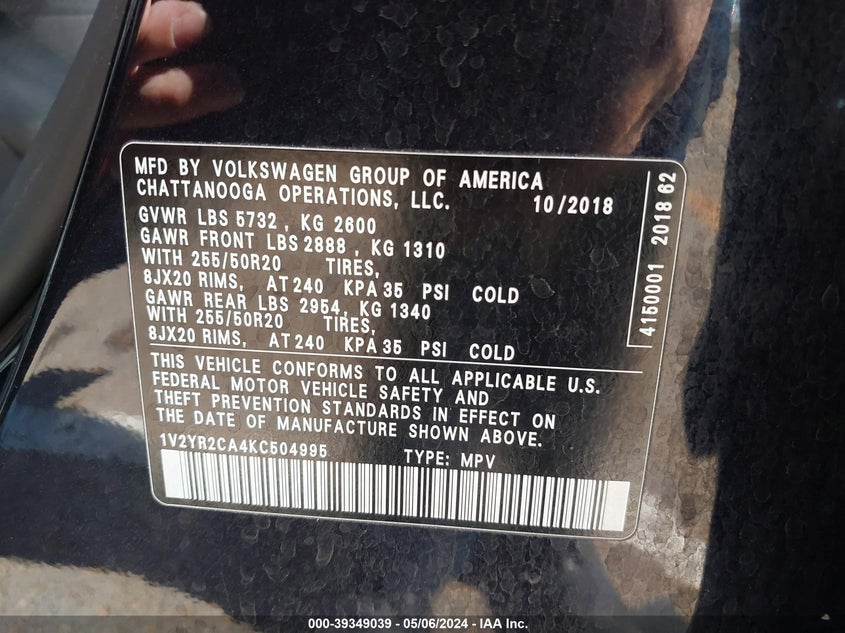 MFD BY VOLKSWAGEN GROUP OF AMERICA
CHATTANOOGA OPERATIONS, LLC. 10/2018
GVWR LBS 5732 , KG 2600
GAWR FRONT LBS 2888 , KG 1310
WITH 255/50R20 TIRES,
8JX20 RIMS, AT 240 KPA 35 PSI COLD
GAWR REAR LBS 2954, KG 1340
WITH 255/50R20 TIRES,
8JX20 RIMS, AT 240 KPA 35 PSI COLD
THIS VEHICLE CONFORMS TO ALL APPLICABLE U.S.
FEDERAL MOTOR VEHICLE SAFETY AND
THEFT PREVENTION STANDARDS IN EFFECT ON
THE DATE OF MANUFACTURE SHOWN ABOVE.
1V2YR2CA4KC504995 TYPE: MPV
4150001 2018 62
000-39349039 - 05/06/2024 - IAA Inc.